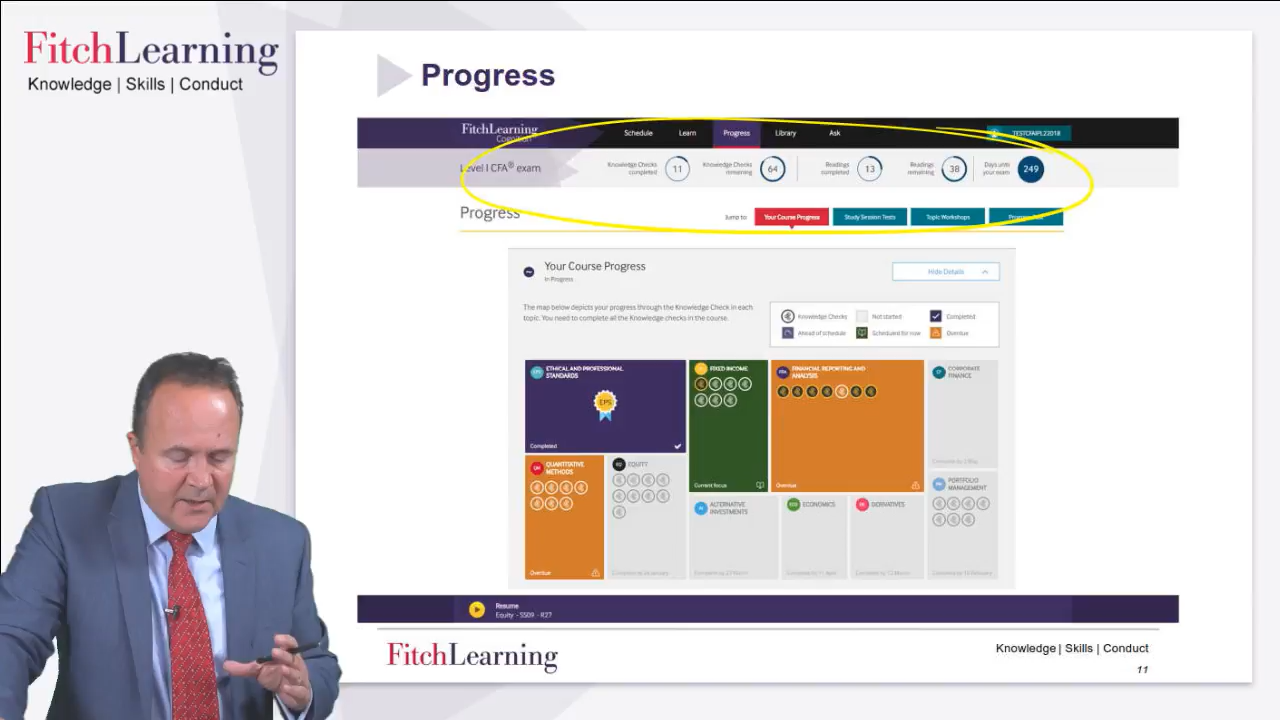 FitchLearning
Knowledge | Skills | Conduct
Progress
FitchLearning
Cognition
Schedule
Learn
Progress
Library
Ask
TESTCFAIPL22018
Level I CFA® exam
Knowledge Checks
completed
11
Knowledge Checks
remaining
64
Readings
completed
13
Readings
remaining
38
Days until
your exam
249
Progress
Jump to:
Your Course Progress
Study Session Tests
Topic Workshops
Your Course Progress
In Progress
Hide Details
The map below depicts your progress through the Knowledge Check in each
topic. You need to complete all the Knowledge checks in the course.
Knowledge Checks
Not started
Completed
Ahead of schedule
Scheduled for now
Overdue
ETHICAL AND PROFESSIONAL
STANDARDS
EPS
Completed
FIXED INCOME
Current focus
FINANCIAL REPORTING AND
ANALYSIS
Overdue
CORPORATE
FINANCE
QUANTITATIVE
METHODS
Overdue
EQUITY
ALTERNATIVE
INVESTMENTS
ECONOMICS
DERIVATIVES
PORTFOLIO
MANAGEMENT
Resume
Equity - SS09 - R27
FitchLearning
Knowledge | Skills | Conduct
11